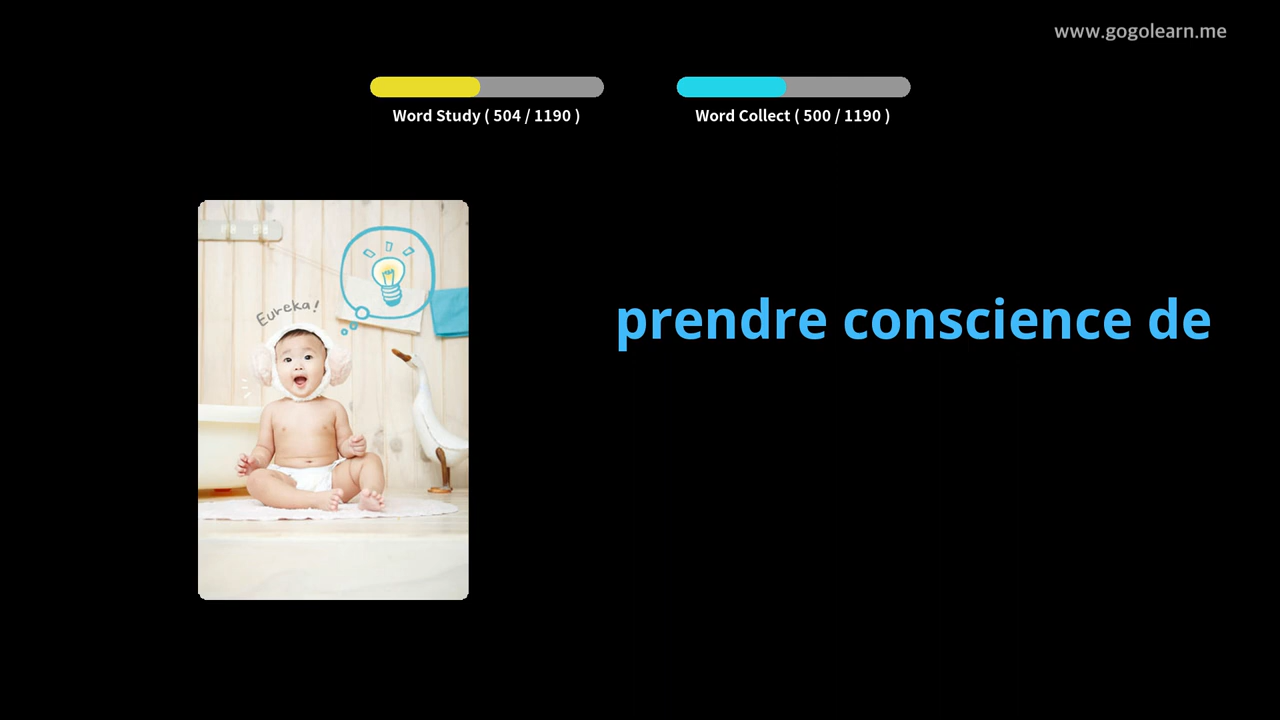 www.gogolearn.me
Word Study ( 504 / 1190 )
Word Collect ( 500 / 1190 )
Eureka!
prendre conscience de